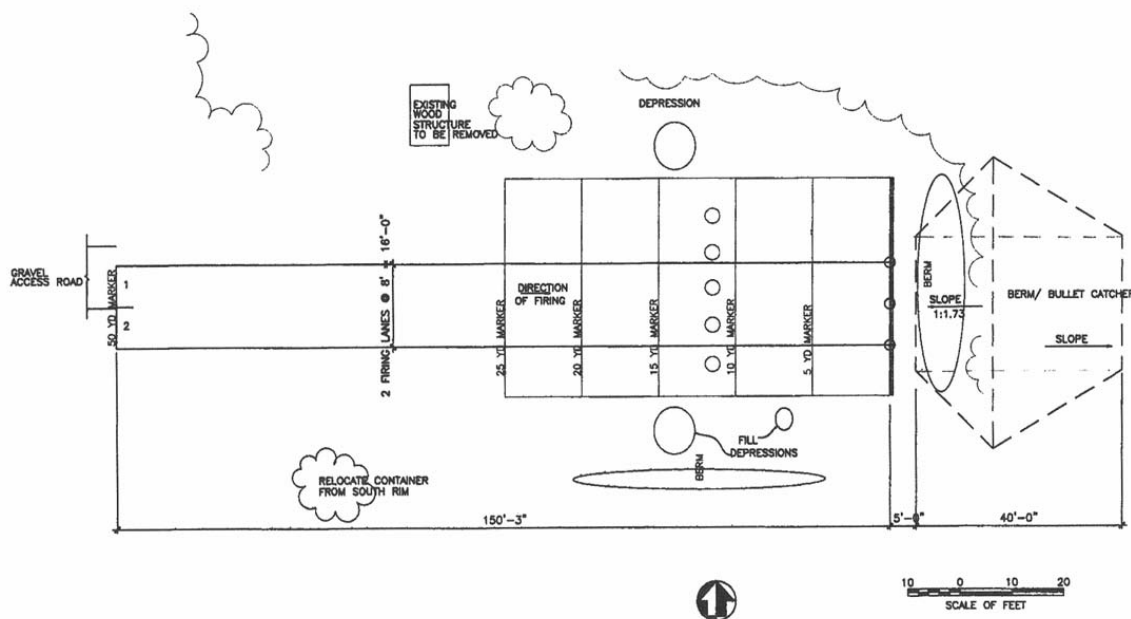 EXISTING
WOOD
STRUCTURE
TO BE REMOVED
DEPRESSION
GRAVEL
ACCESS ROAD
50 YD MARKER
1
2
2 FIRING LANES @ 8' = 16'-0"
DIRECTION
OF FIRING
25 YD MARKER
20 YD MARKER
15 YD MARKER
10 YD MARKER
5 YD MARKER
BERM
SLOPE
1:1.73
BERM/ BULLET CATCHER
SLOPE
FILL
DEPRESSIONS
BERM
RELOCATE CONTAINER
FROM SOUTH RIM
150'-3"
5'-0"
40'-0"
10 0 10 20
SCALE OF FEET